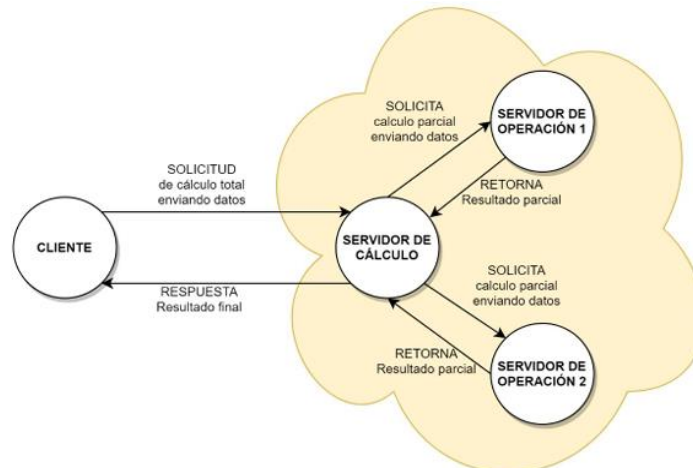 SOLICITA
calculo parcial
enviando datos
SERVIDOR DE
OPERACIÓN 1
SOLICITUD
de cálculo total
enviando datos
RETORNA
Resultado parcial
CLIENTE
SERVIDOR DE
CÁLCULO
RESPUESTA
Resultado final
SOLICITA
calculo parcial
enviando datos
RETORNA
Resultado parcial
SERVIDOR DE
OPERACIÓN 2